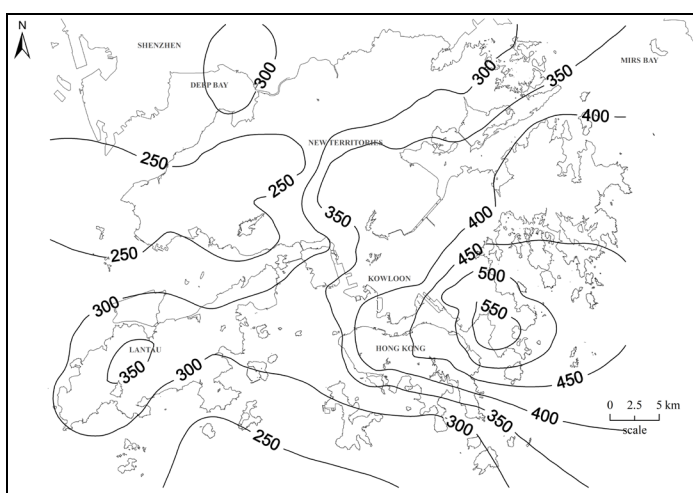 N
SHENZHEN
MIRS BAY
300
DEEP BAY
300
350
400
NEW TERRITORIES
250
250
350
400
250
450
KOWLOON
500
300
550
HONG KONG
LANTAU
350
300
450
0 2.5 5 km
scale
400
350
300
250